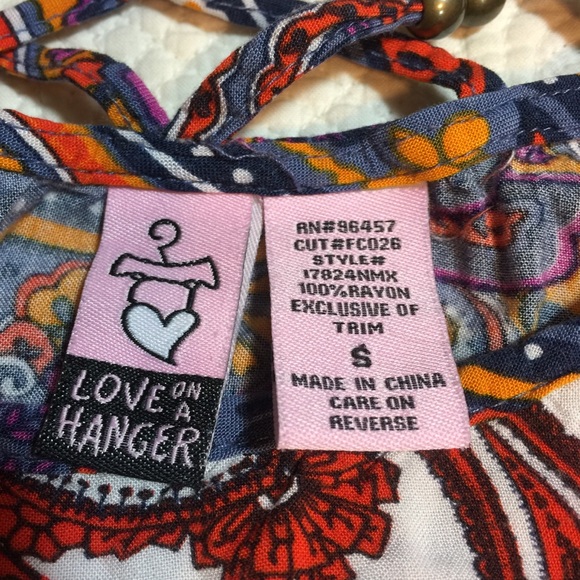 LOVE ON
A
HANGER
RN#96457
CUT#FC026
STYLE#
17824NMX
100%RAYON
EXCLUSIVE OF
TRIM
S
MADE IN CHINA
CARE ON
REVERSE